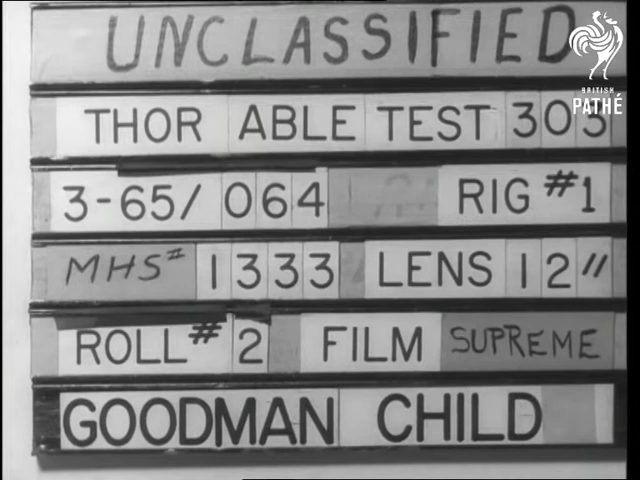 UNCLASSIFIED
BRITISH
PATHÉ
THOR ABLE TEST 303
3-65/064 RIG #1
MHS II 1333 LENS 12"
ROLL # 2 FILM SUPREME
GOODMAN CHILD